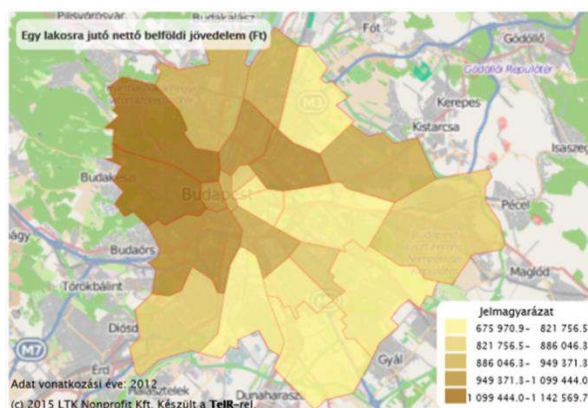 Pilisvörösvár
Budakalász
Egy lakosra jutó nettó belföldi jövedelem (Ft)
Fót
Gödöllő
Gödöllői Repülőtér
M3
Kerepes
Kistarcsa
Isaszeg
Budakeszi
Budapest
Pécel
Budaörs
Törökbálint
Maglód
Diósd
M7
Érd
Gyál
Halásztelek
Dunaharaszti
Jelmagyarázat
675 970.9- 821 756.5
821 756.5- 886 046.3
886 046.3- 949 371.3
949 371.3-1 099 444.0
1 099 444.0-1 142 569.7
Adat vonatkozási éve: 2012
(c) 2015 LTK Nonprofit Kft. Készült a TeIR-rel